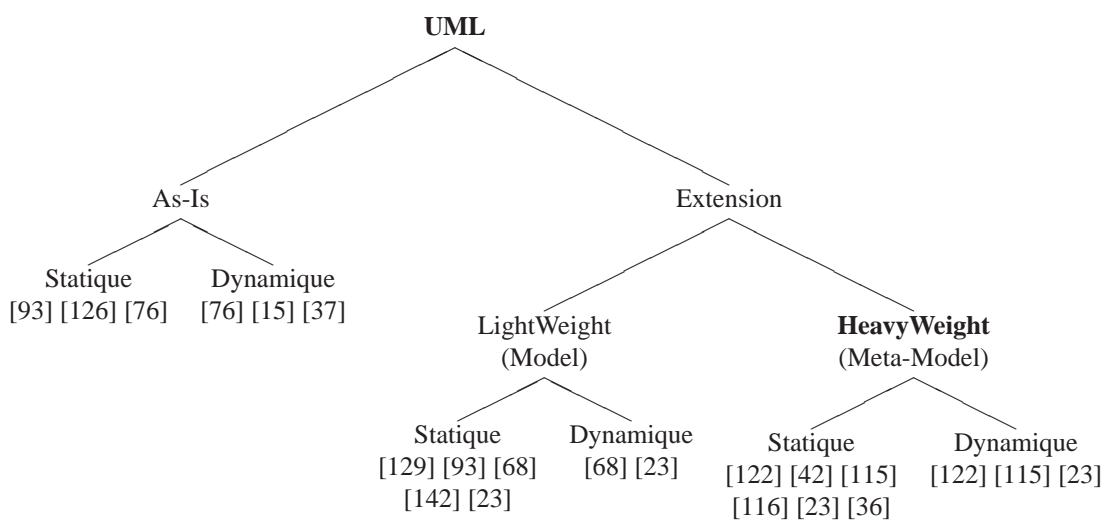 UML
As-Is
Extension
Statique
[93] [126] [76]
Dynamique
[76] [15] [37]
LightWeight
(Model)
HeavyWeight
(Meta-Model)
Statique
[129] [93] [68]
[142] [23]
Dynamique
[68] [23]
Statique
[122] [42] [115]
[116] [23] [36]
Dynamique
[122] [115] [23]